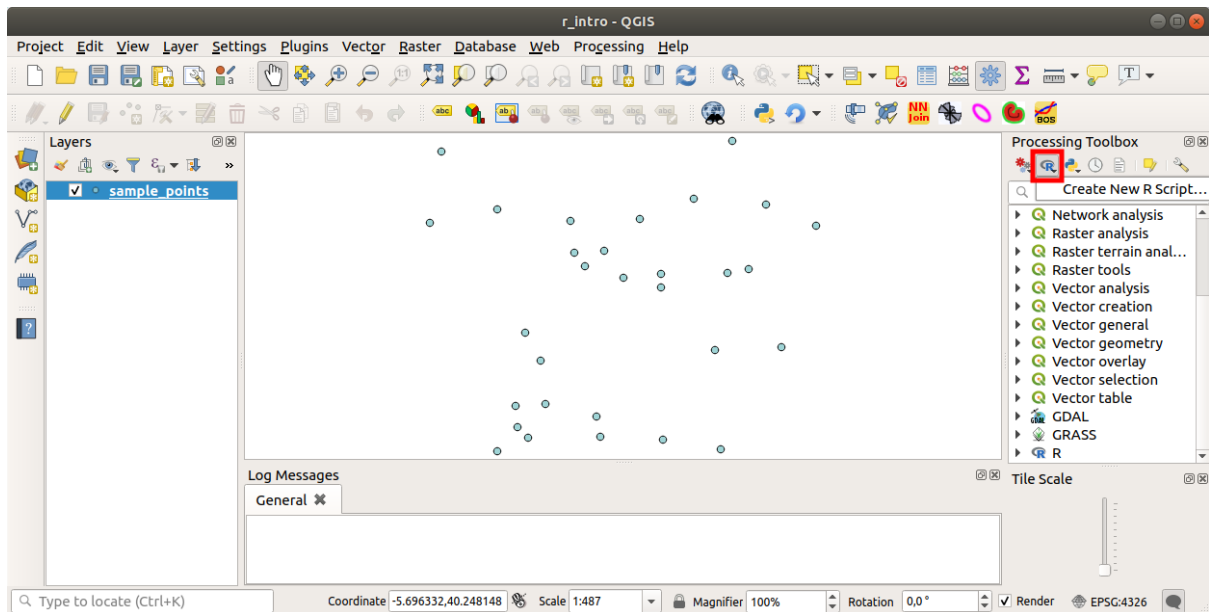 r_intro - QGIS
Project Edit View Layer Settings Plugins Vector Raster Database Web Processing Help
Layers
sample_points
Processing Toolbox
Create New R Script...
Network analysis
Raster analysis
Raster terrain anal...
Raster tools
Vector analysis
Vector creation
Vector general
Vector geometry
Vector overlay
Vector selection
Vector table
GDAL
GRASS
R
Log Messages
General
Tile Scale
Type to locate (Ctrl+K)
Coordinate -5.696332,40.248148 Scale 1:487 Magnifier 100% Rotation 0,0 ° Render EPSG:4326